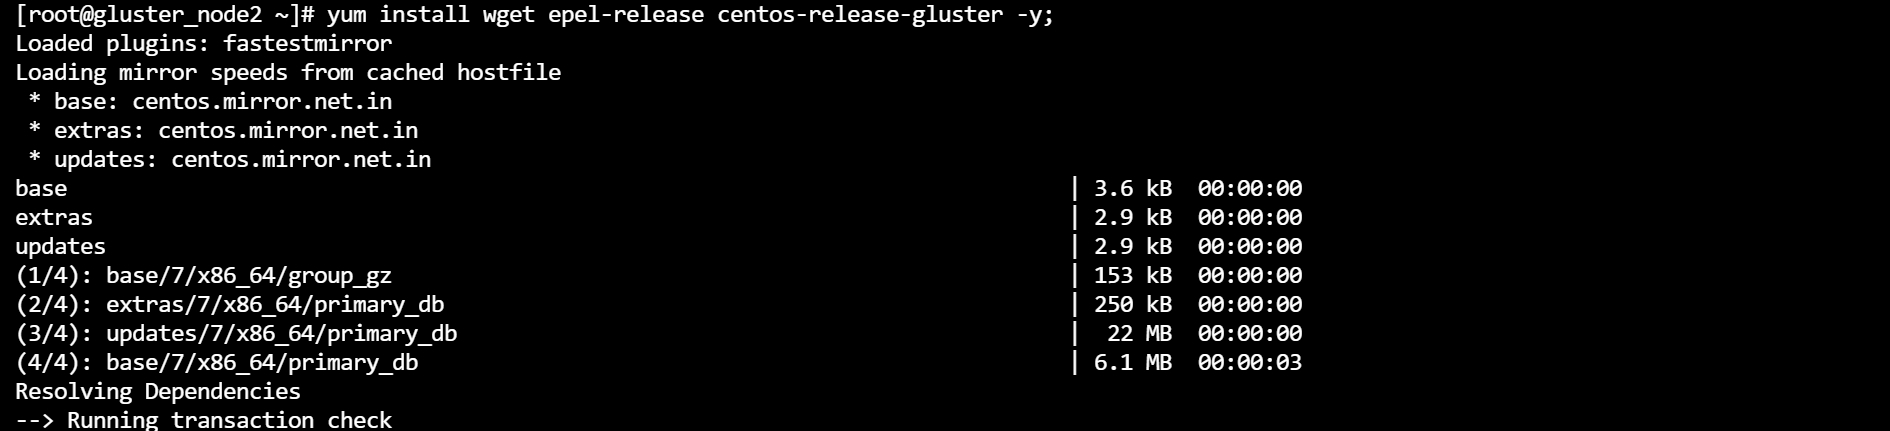 [root@gluster_node2 ~]# yum install wget epel-release centos-release-gluster -y;
Loaded plugins: fastestmirror
Loading mirror speeds from cached hostfile
 * base: centos.mirror.net.in
 * extras: centos.mirror.net.in
 * updates: centos.mirror.net.in
base | 3.6 kB 00:00:00
extras | 2.9 kB 00:00:00
updates | 2.9 kB 00:00:00
(1/4): base/7/x86_64/group_gz | 153 kB 00:00:00
(2/4): extras/7/x86_64/primary_db | 250 kB 00:00:00
(3/4): updates/7/x86_64/primary_db | 22 MB 00:00:00
(4/4): base/7/x86_64/primary_db | 6.1 MB 00:00:03
Resolving Dependencies
--> Running transaction check